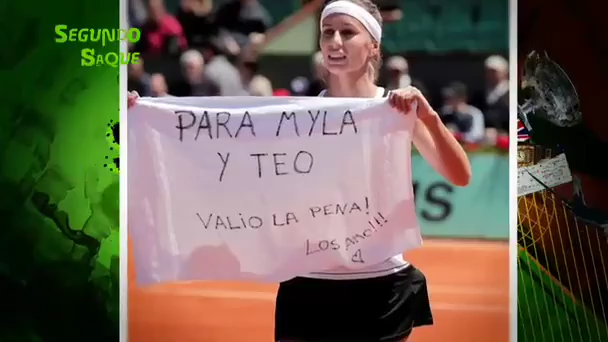 SEGUNDO
SAQUE
PARA MYLA
Y TEO
VALIO LA PENA!
LOS AMO!!!